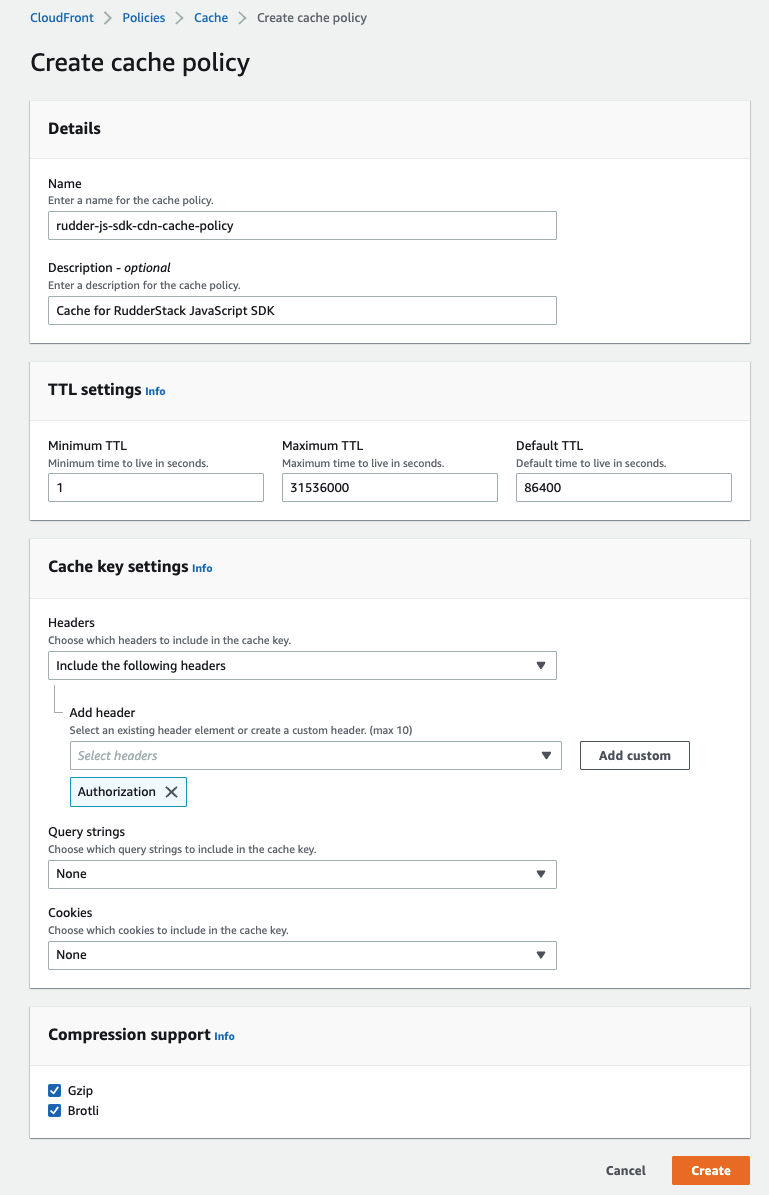 CloudFront > Policies > Cache > Create cache policy
Create cache policy
Details
Name
Enter a name for the cache policy.
rudder-js-sdk-cdn-cache-policy
Description - optional
Enter a description for the cache policy.
Cache for RudderStack JavaScript SDK
TTL settings Info
Minimum TTL Maximum TTL Default TTL
Minimum time to live in seconds. Maximum time to live in seconds. Default time to live in seconds.
1 31536000 86400
Cache key settings Info
Headers
Choose which headers to include in the cache key.
Include the following headers
Add header
Select an existing header element or create a custom header. (max 10)
Select headers Add custom
Authorization
Query strings
Choose which query strings to include in the cache key.
None
Cookies
Choose which cookies to include in the cache key.
None
Compression support Info
Gzip
Brotli
Cancel Create